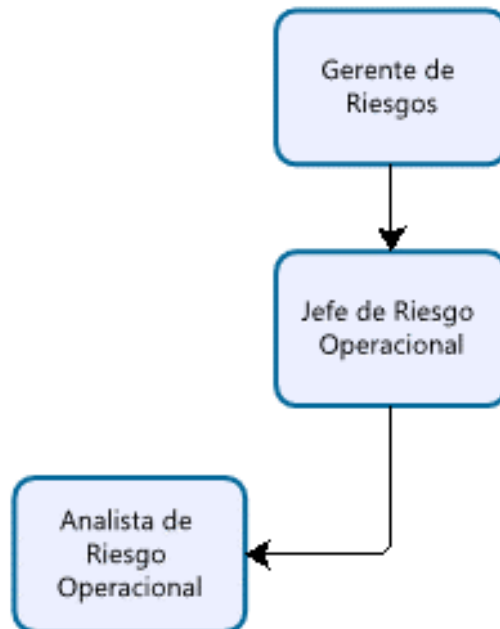 Gerente de
Riesgos
Jefe de Riesgo
Operacional
Analista de
Riesgo
Operacional